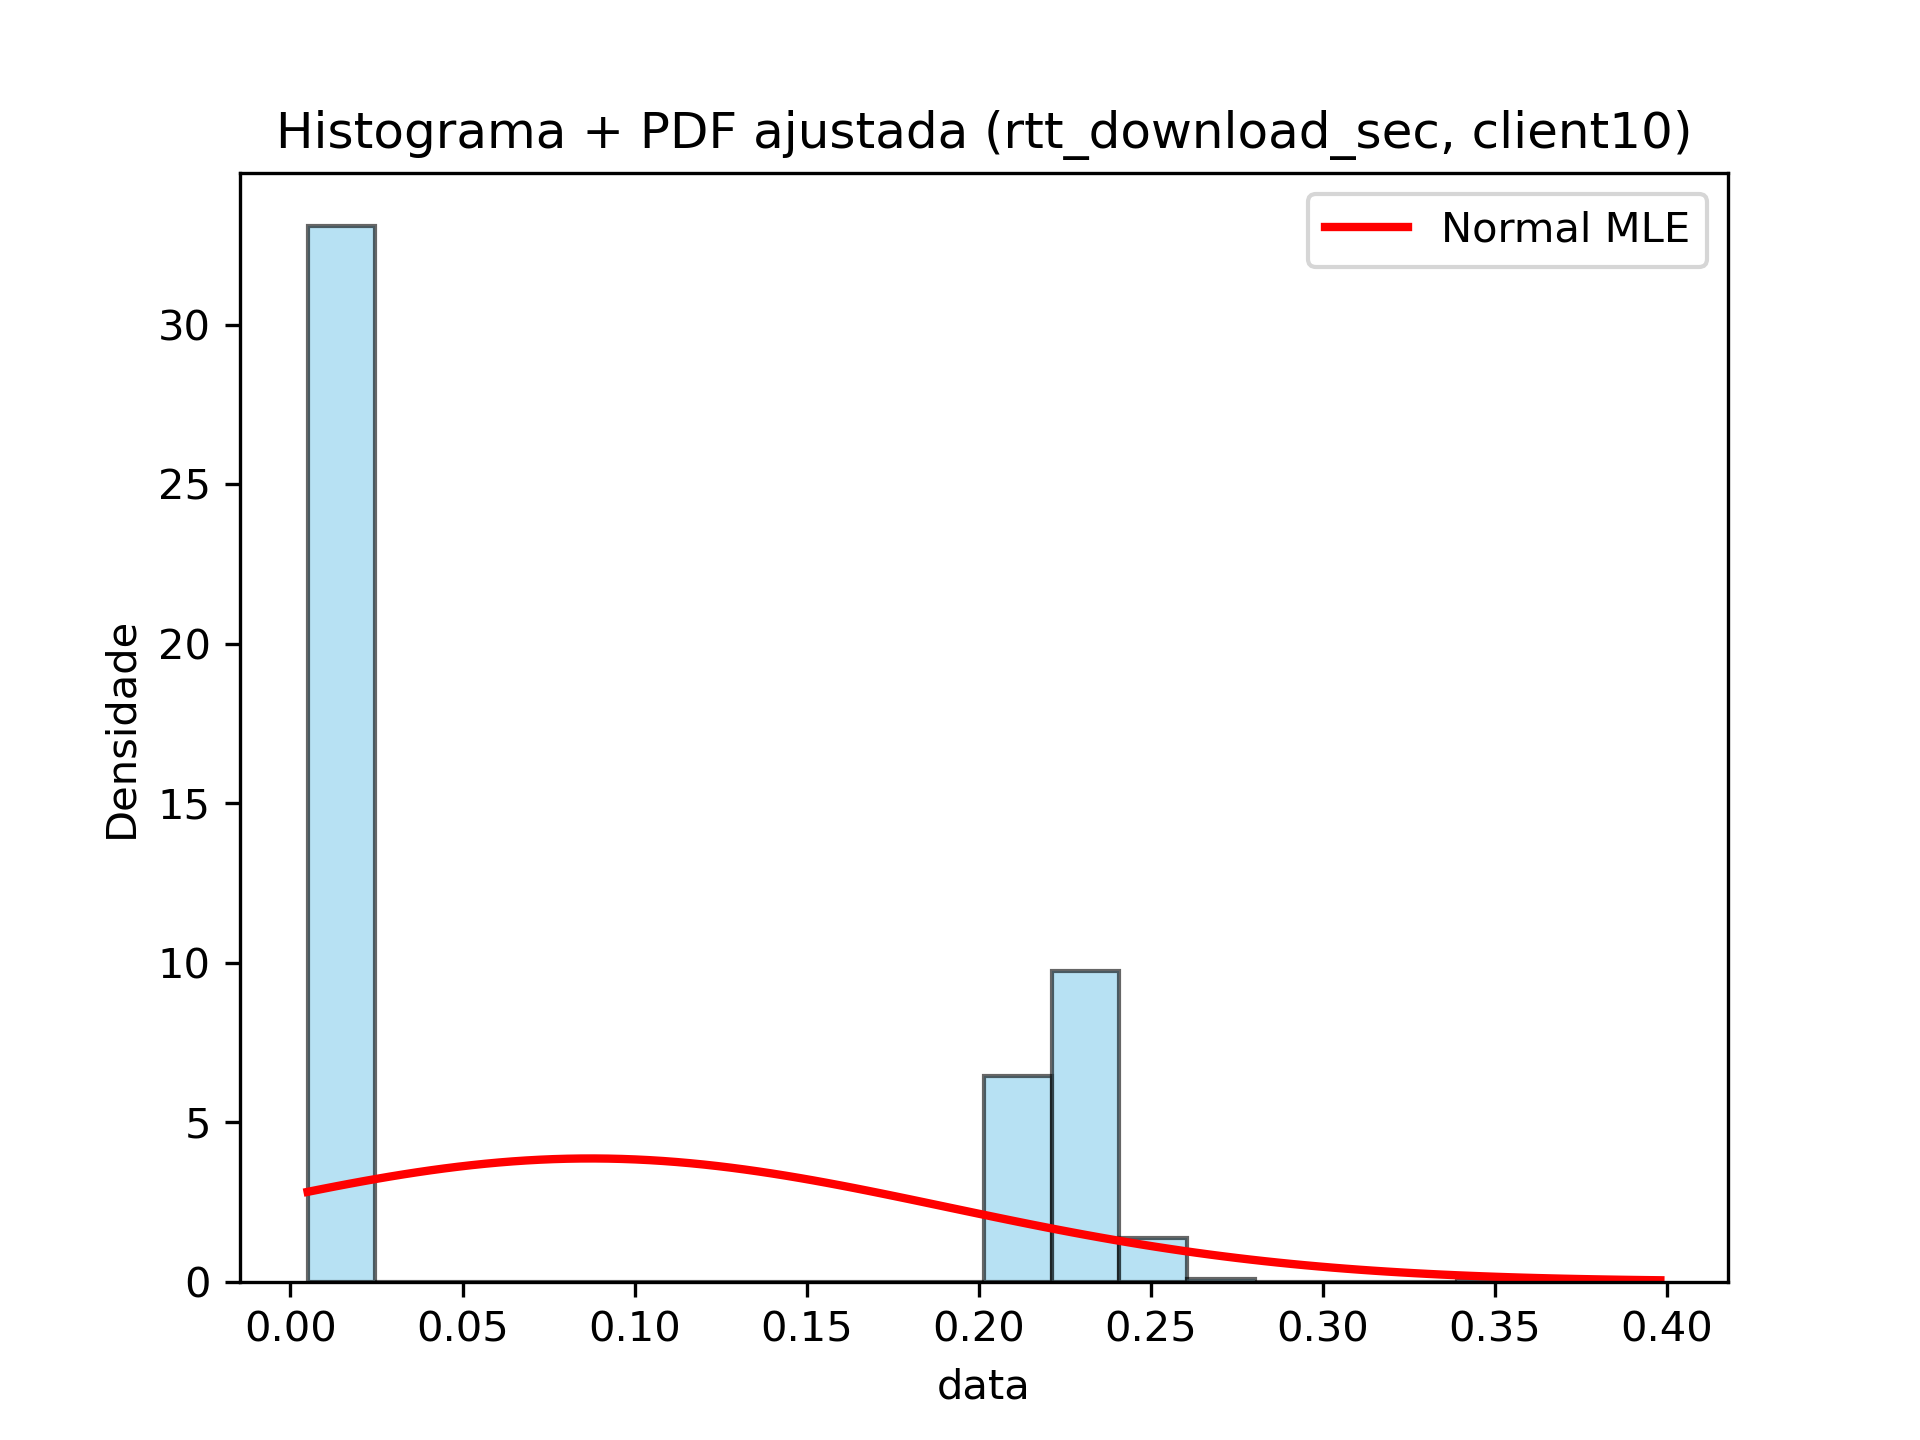 Histograma + PDF ajustada (rtt_download_sec, client10)
Normal MLE
Densidade
30
25
20
15
10
5
0
0.00 0.05 0.10 0.15 0.20 0.25 0.30 0.35 0.40
data